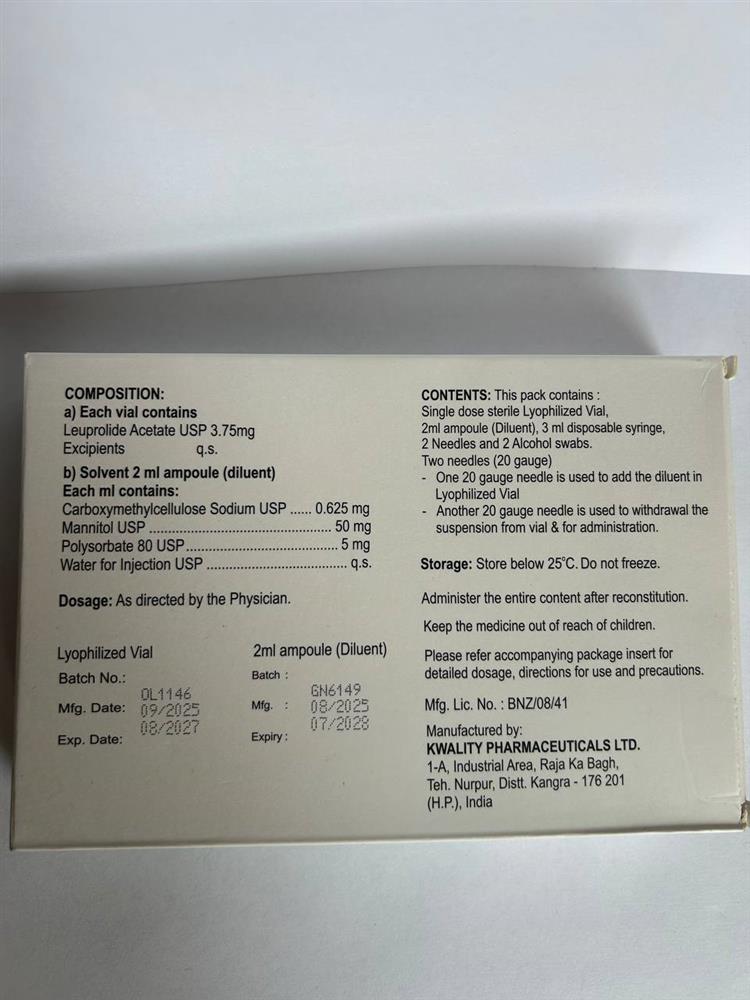 COMPOSITION:
a) Each vial contains
Leuprolide Acetate USP 3.75mg
Excipients q.s.
b) Solvent 2 ml ampoule (diluent)
Each ml contains:
Carboxymethylcellulose Sodium USP ...... 0.625 mg
Mannitol USP ............................................. 50 mg
Polysorbate 80 USP..................................... 5 mg
Water for Injection USP .................................. q.s.
Dosage: As directed by the Physician.
Lyophilized Vial
Batch No.: OL1146
Mfg. Date: 09/2025
Exp. Date: 08/2027
2ml ampoule (Diluent)
Batch : GN6149
Mfg. : 08/2025
Expiry : 07/2028
CONTENTS: This pack contains :
Single dose sterile Lyophilized Vial,
2ml ampoule (Diluent), 3 ml disposable syringe,
2 Needles and 2 Alcohol swabs.
Two needles (20 gauge)
- One 20 gauge needle is used to add the diluent in
Lyophilized Vial
- Another 20 gauge needle is used to withdrawal the
suspension from vial & for administration.
Storage: Store below 25°C. Do not freeze.
Administer the entire content after reconstitution.
Keep the medicine out of reach of children.
Please refer accompanying package insert for
detailed dosage, directions for use and precautions.
Mfg. Lic. No. : BNZ/08/41
Manufactured by:
KWALITY PHARMACEUTICALS LTD.
1-A, Industrial Area, Raja Ka Bagh,
Teh. Nurpur, Distt. Kangra - 176 201
(H.P.), India